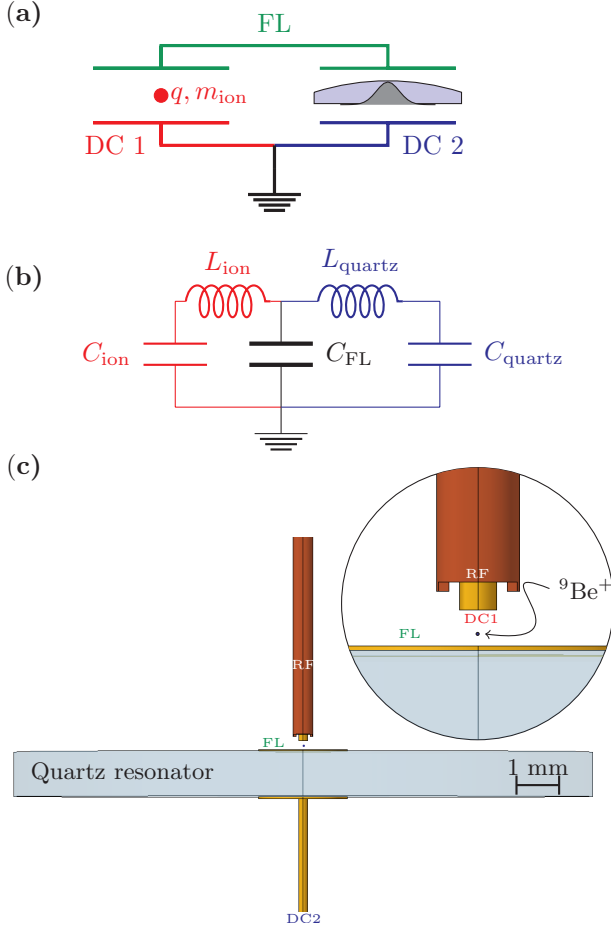 (a)
FL
q, m_ion
DC 1
DC 2
(b)
L_ion
L_quartz
C_ion
C_FL
C_quartz
(c)
RF
⁹Be⁺
DC1
FL
RF
FL
Quartz resonator
1 mm
DC2